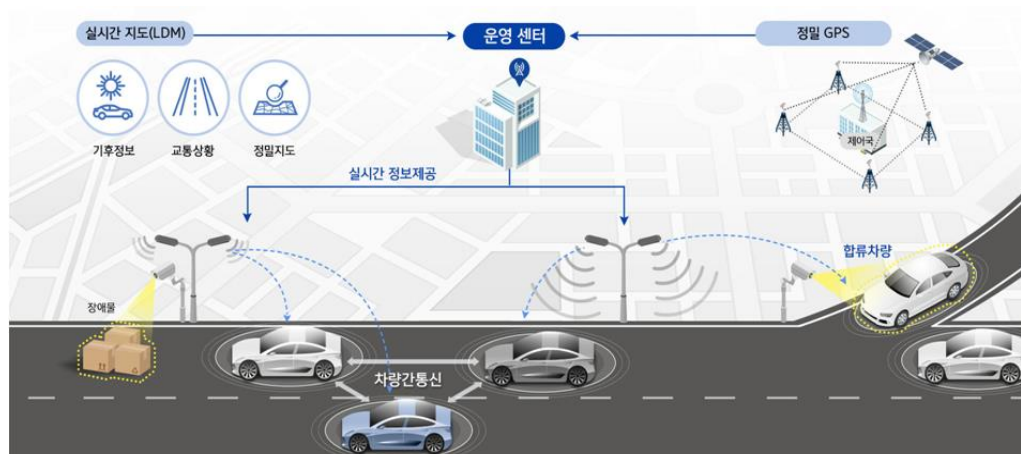 실시간 지도(LDM)
운영 센터
정밀 GPS
기후정보
교통상황
정밀지도
제어국
실시간 정보제공
합류차량
장애물
차량간통신